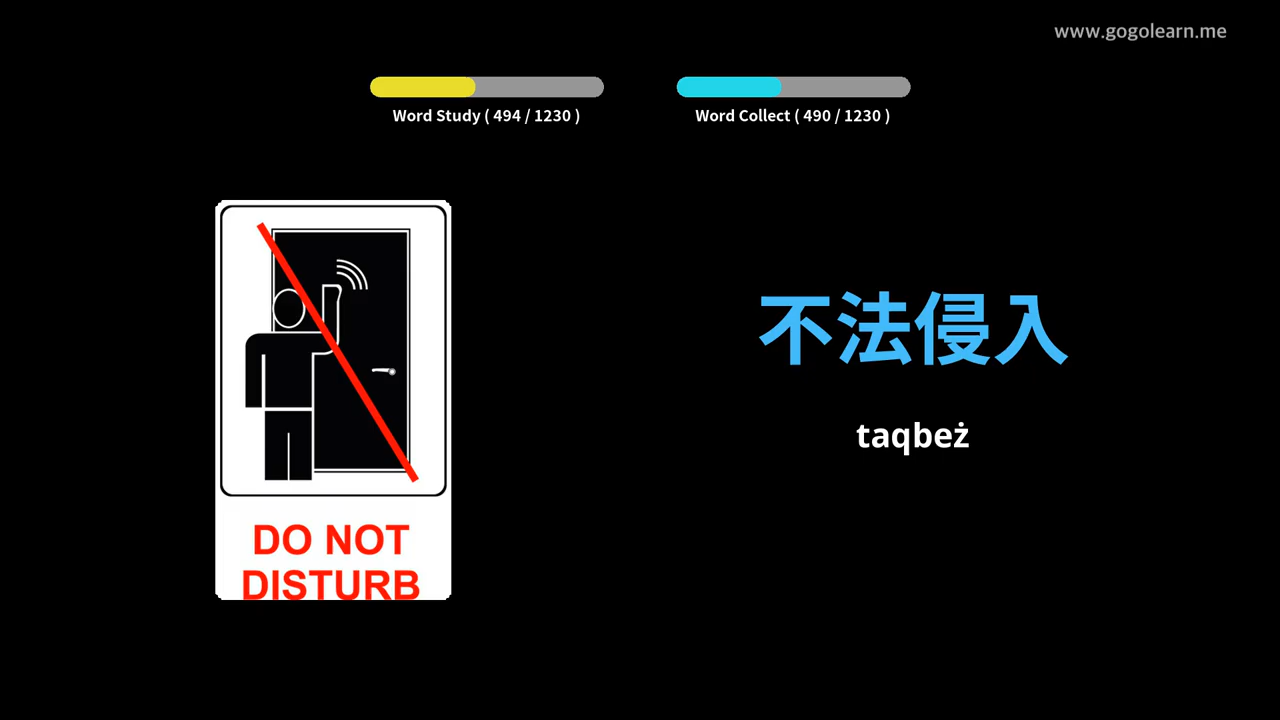 www.gogolearn.me
Word Study ( 494 / 1230 )
Word Collect ( 490 / 1230 )
DO NOT
DISTURB
不法侵入
taqbeż